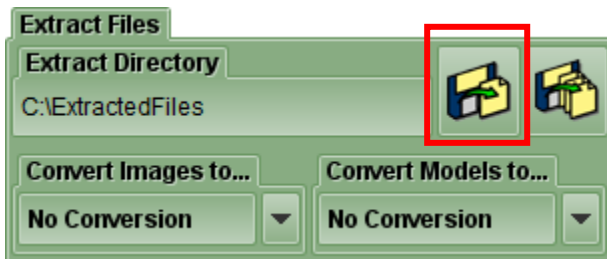 Extract Files
Extract Directory
C:\ExtractedFiles
Convert Images to... Convert Models to...
No Conversion No Conversion